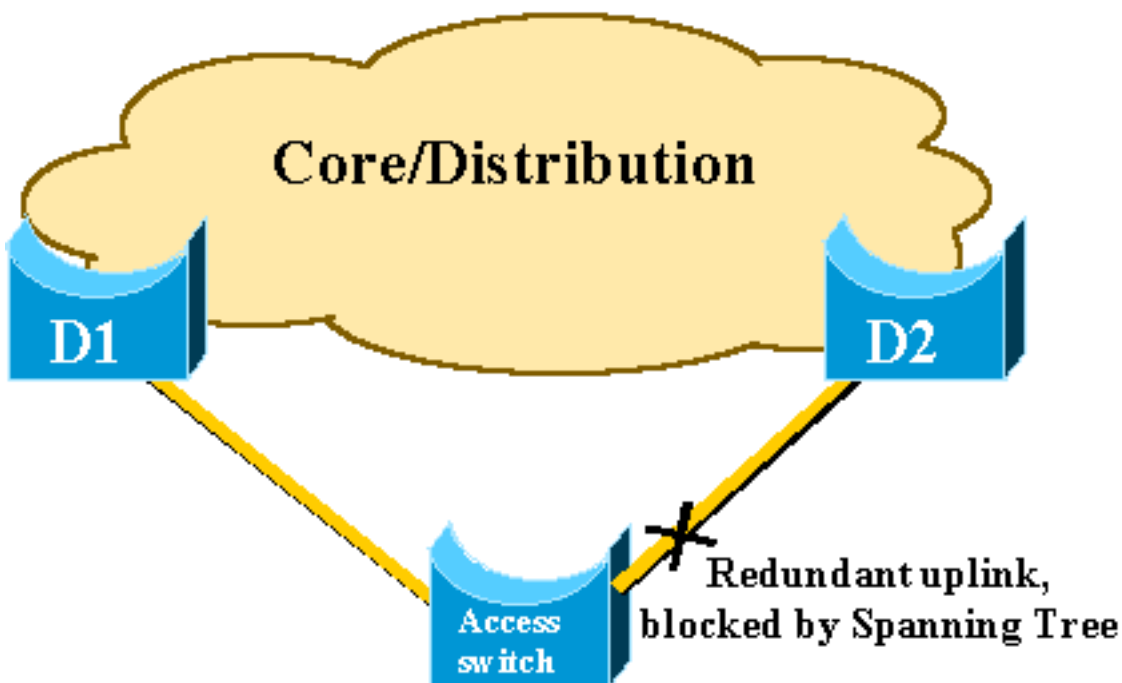 Core/Distribution
D1
D2
Access
switch
Redundant uplink,
blocked by Spanning Tree